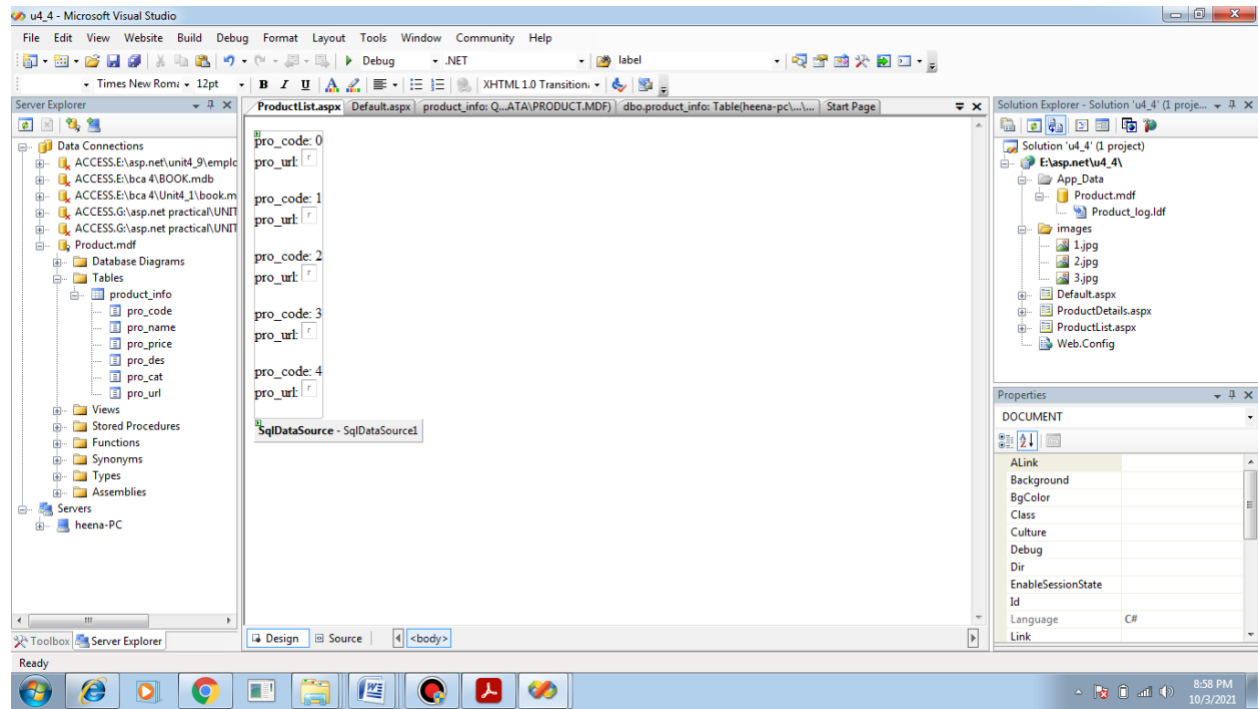 u4_4 - Microsoft Visual Studio
File Edit View Website Build Debug Format Layout Tools Window Community Help
Debug .NET label
Times New Roma 12pt B I U A XHTML 1.0 Transition
Server Explorer
Data Connections
ACCESS.E:\asp.net\unit4_9\emplc
ACCESS.E:\bca 4\BOOK.mdb
ACCESS.E:\bca 4\Unit4_1\book.m
ACCESS.G:\asp.net practical\UNIT
ACCESS.G:\asp.net practical\UNIT
Product.mdf
Database Diagrams
Tables
product_info
pro_code
pro_name
pro_price
pro_des
pro_cat
pro_url
Views
Stored Procedures
Functions
Synonyms
Types
Assemblies
Servers
heena-PC
Toolbox Server Explorer
ProductList.aspx Default.aspx product_info: Q...ATA\PRODUCT.MDF) dbo.product_info: Table(heena-pc\...\... Start Page
pro_code: 0
pro_url:
pro_code: 1
pro_url:
pro_code: 2
pro_url:
pro_code: 3
pro_url:
pro_code: 4
pro_url:
SqlDataSource - SqlDataSource1
Design Source <body>
Solution Explorer - Solution 'u4_4' (1 proje...
Solution 'u4_4' (1 project)
E:\asp.net\u4_4\
App_Data
Product.mdf
Product_log.ldf
images
1.jpg
2.jpg
3.jpg
Default.aspx
ProductDetails.aspx
ProductList.aspx
Web.Config
Properties
DOCUMENT
ALink
Background
BgColor
Class
Culture
Debug
Dir
EnableSessionState
Id
Language C#
Link
Ready
8:58 PM
10/3/2021